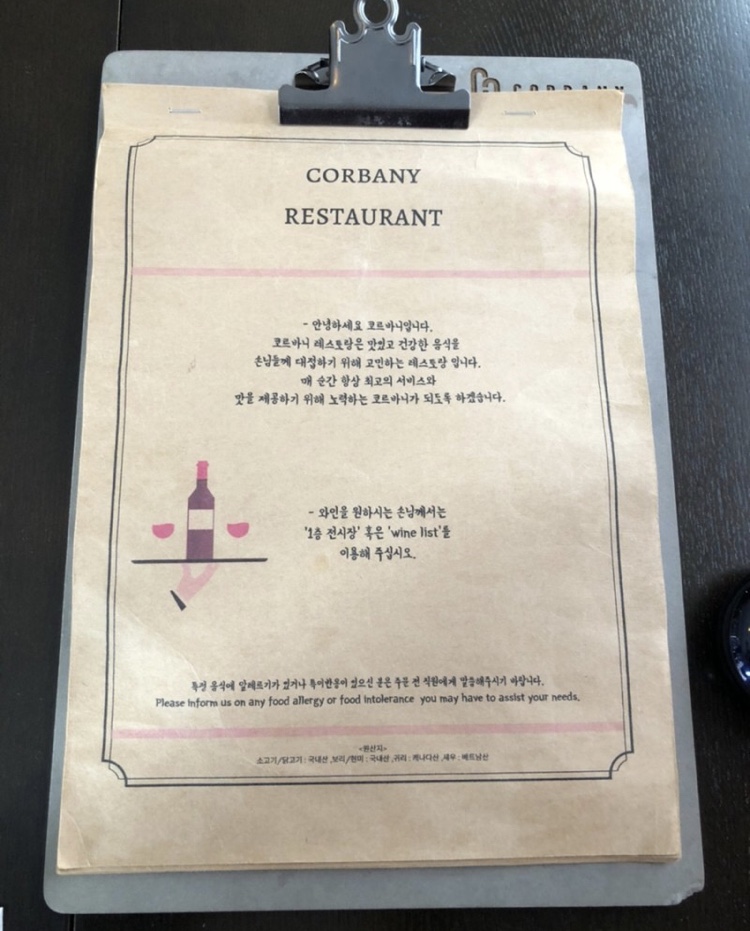 CORBANY
CORBANY
RESTAURANT
- 안녕하세요 코르바니입니다.
코르바니 레스토랑은 맛있고 건강한 음식을
손님들께 대접하기 위해 고민하는 레스토랑 입니다.
매 순간 항상 최고의 서비스와
맛을 제공하기 위해 노력하는 코르바니가 되도록 하겠습니다.
- 와인을 원하시는 손님께서는
'1층 전시장' 혹은 'wine list'를
이용해 주십시오.
특정 음식에 알레르기가 있거나 특이반응이 있으신 분은 주문 전 직원에게 말씀해주시기 바랍니다.
Please inform us on any food allergy or food intolerance you may have to assist your needs.
<원산지>
소고기/닭고기 : 국내산 ,보리/현미 : 국내산 ,귀리 : 캐나다산 ,새우 : 베트남산